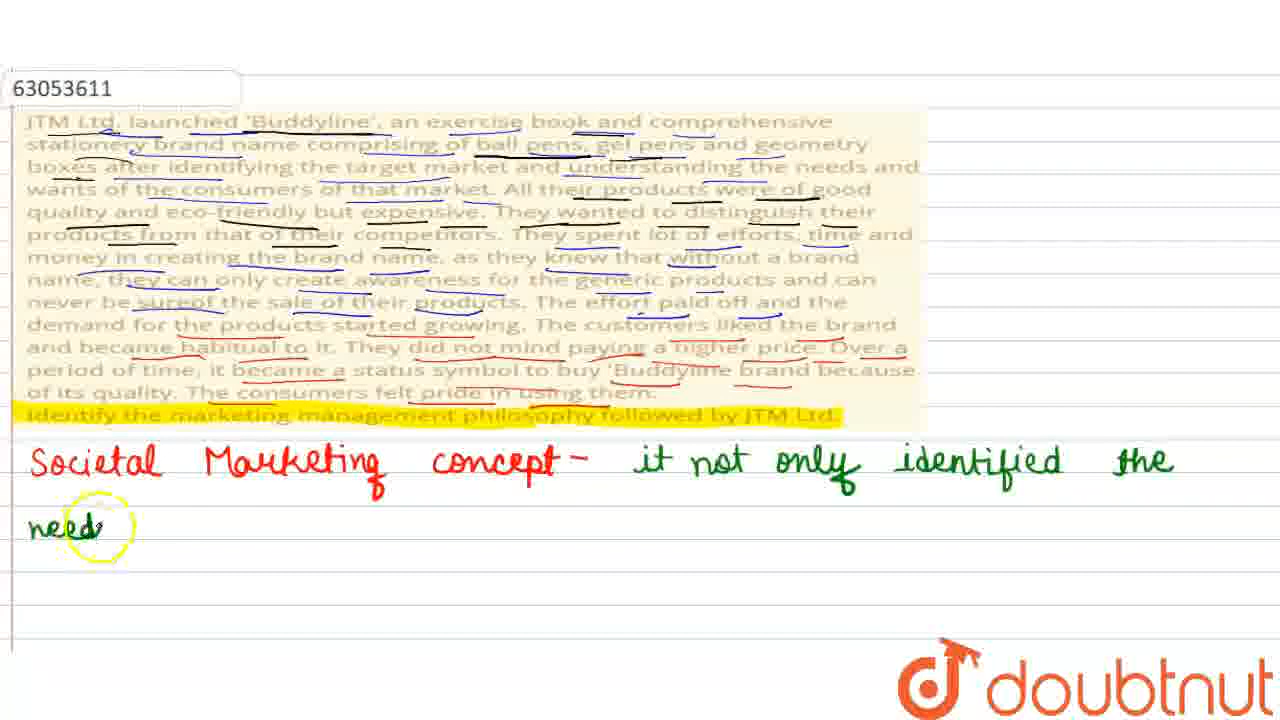 63053611
JTM Ltd. launched 'Buddyline', an exercise book and comprehensive
stationery brand name comprising of ball pens, gel pens and geometry
boxes after identifying the target market and understanding the needs and
wants of the consumers of that market. All their products were of good
quality and eco-friendly but expensive. They wanted to distinguish their
products from that of their competitors. They spent lot of efforts, time and
money in creating the brand name, as they knew that without a brand
name, they can only create awareness for the generic products and can
never be sureof the sale of their products. The effort paid off and the
demand for the products started growing. The customers liked the brand
and became habitual to it. They did not mind paying a higher price. Over a
period of time, it became a status symbol to buy 'Buddyline brand because
of its quality. The consumers felt pride in using them.
Identify the marketing management philosophy followed by JTM Ltd.
Societal Marketing concept - it not only identified the
need
doubtnut